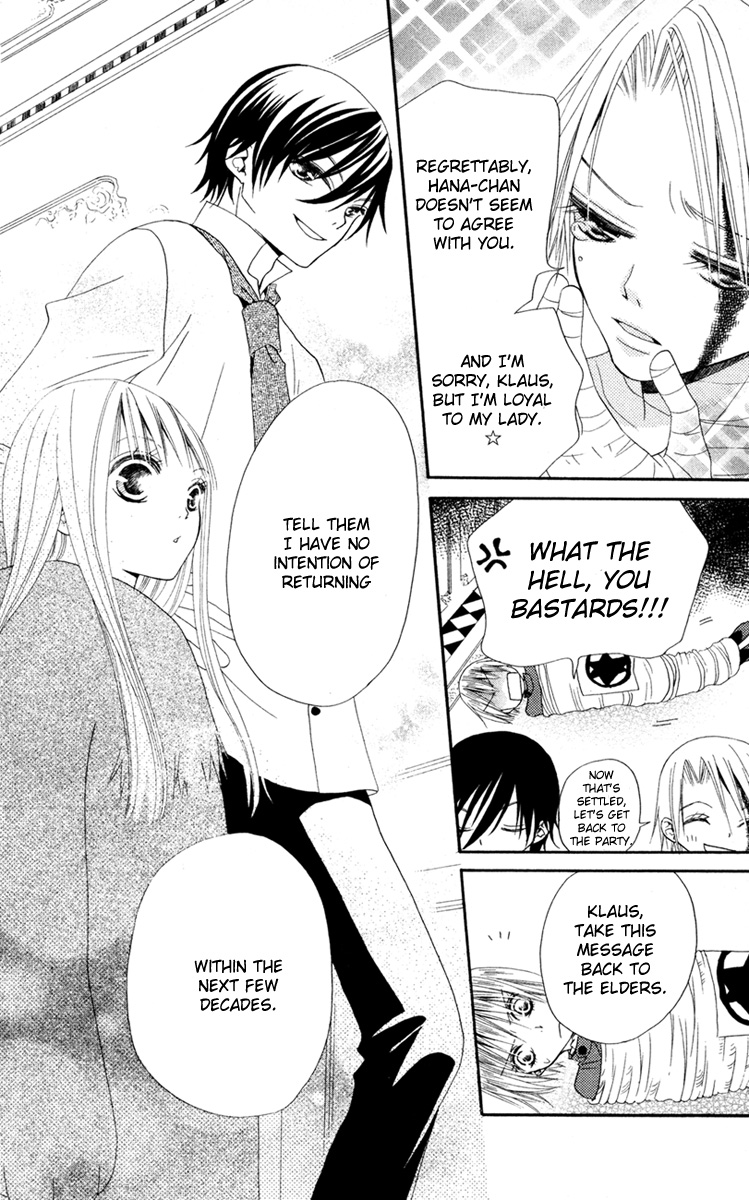 REGRETTABLY,
HANA-CHAN
DOESN'T SEEM
TO AGREE
WITH YOU.
AND I'M
SORRY, KLAUS,
BUT I'M LOYAL
TO MY LADY.
☆
WHAT THE
HELL, YOU
BASTARDS!!!
NOW
THAT'S
SETTLED,
LET'S GET
BACK TO
THE PARTY.
KLAUS,
TAKE THIS
MESSAGE
BACK TO
THE ELDERS.
TELL THEM
I HAVE NO
INTENTION OF
RETURNING
WITHIN THE
NEXT FEW
DECADES.